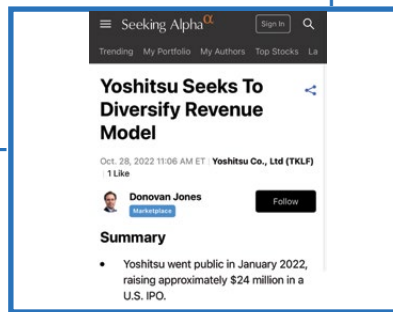 Seeking Alpha α Sign In
Trending My Portfolio My Authors Top Stocks La
Yoshitsu Seeks To
Diversify Revenue
Model
Oct. 28, 2022 11:06 AM ET | Yoshitsu Co., Ltd (TKLF)
| 1 Like
Donovan Jones
Marketplace
Follow
Summary
• Yoshitsu went public in January 2022,
raising approximately $24 million in a
U.S. IPO.